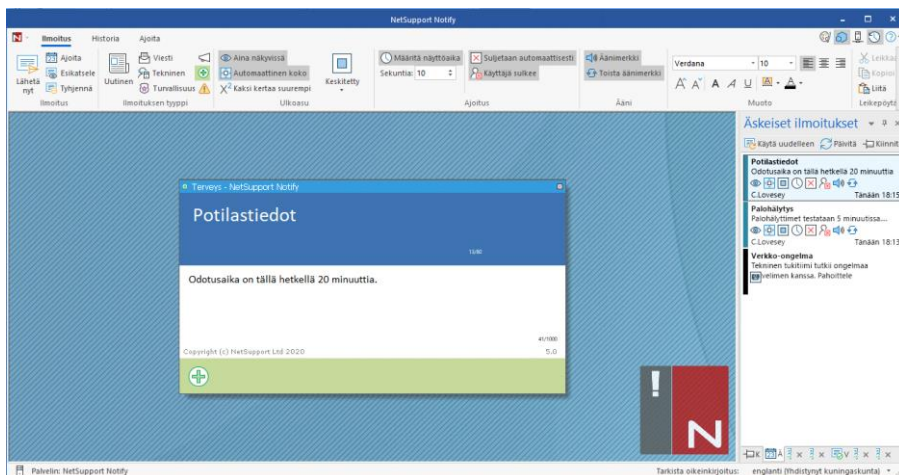 NetSupport Notify
Ilmoitus Historia Ajoita
Lähetä nyt
Ajoita
Esikatsele
Tyhjennä
Ilmoitus
Uutinen
Viesti
Tekninen
Turvallisuus
Ilmoituksen tyyppi
Aina näkyvissä
Automaattinen koko
Kaksi kertaa suurempi
Keskitetty
Ulkoasu
Määritä näyttöaika
Sekuntia: 10
Suljetaan automaattisesti
Käyttäjä sulkee
Ajoitus
Äänimerkki
Toista äänimerkki
Ääni
Verdana 10
Muoto
Leikkaa
Kopioi
Liitä
Leikepöytä
Terveys - NetSupport Notify
Potilastiedot
13/60
Odotusaika on tällä hetkellä 20 minuuttia.
41/1000
Copyright (c) NetSupport Ltd 2020 5.0
Äskeiset ilmoitukset
Käytä uudelleen Päivitä Kiinnit
Potilastiedot
Odotusaika on tällä hetkellä 20 minuuttia
C.Lovesey Tänään 18:15
Palohälytys
Palohälyttimet testataan 5 minuutissa...
C.Lovesey Tänään 18:13
Verkko-ongelma
Tekninen tukitiimi tutkii ongelmaa
velimen kanssa. Pahoittele
Palvelin: NetSupport Notify
Tarkista oikeinkirjoitus: englanti (Yhdistynyt kuningaskunta)